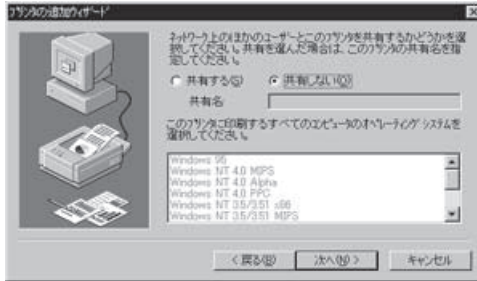 プリンタの追加ウィザード
ネットワーク上のほかのユーザーとこのプリンタを共有するかどうかを選
択してください。共有を選んだ場合は、このプリンタの共有名を指
定してください。
共有する(S)
共有しない(O)
共有名
このプリンタに印刷するすべてのコンピュータのオペレーティング システムを
選択してください。
Windows 95
Windows NT 4.0 MIPS
Windows NT 4.0 Alpha
Windows NT 4.0 PPC
Windows NT 3.5/3.51 x86
Windows NT 3.5/3.51 MIPS
< 戻る(B)
次へ(N) >
キャンセル